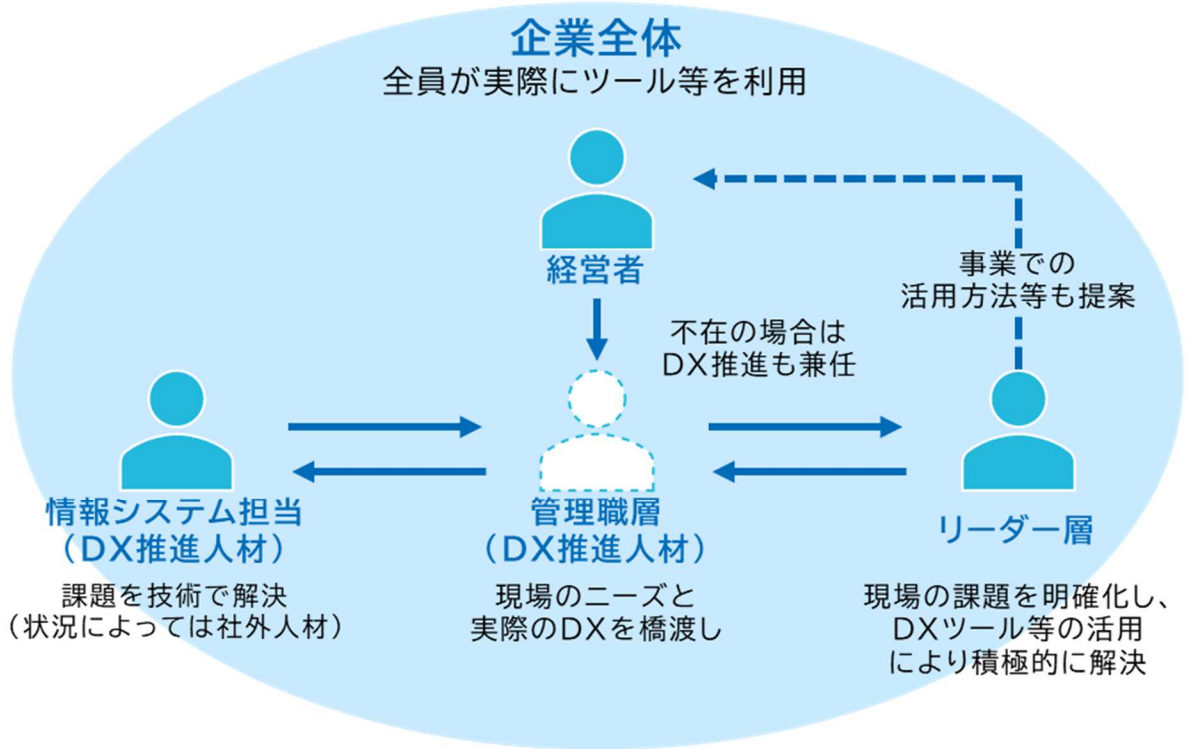 企業全体
全員が実際にツール等を利用
経営者
事業での
活用方法等も提案
不在の場合は
DX推進も兼任
情報システム担当
（DX推進人材）
課題を技術で解決
（状況によっては社外人材）
管理職層
（DX推進人材）
現場のニーズと
実際のDXを橋渡し
リーダー層
現場の課題を明確化し、
DXツール等の活用
により積極的に解決